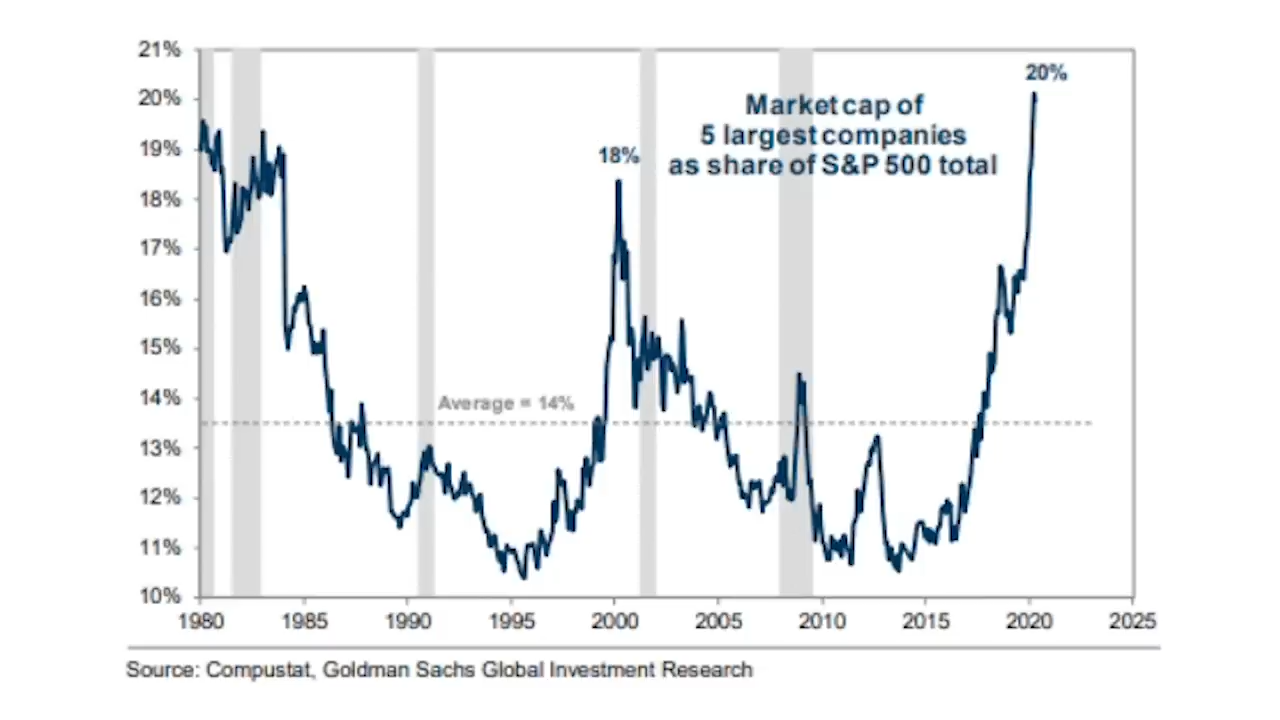 21%
20%
19%
18%
17%
16%
15%
14%
13%
12%
11%
10%
20%
Market cap of
5 largest companies
as share of S&P 500 total
18%
Average = 14%
1980 1985 1990 1995 2000 2005 2010 2015 2020 2025
Source: Compustat, Goldman Sachs Global Investment Research